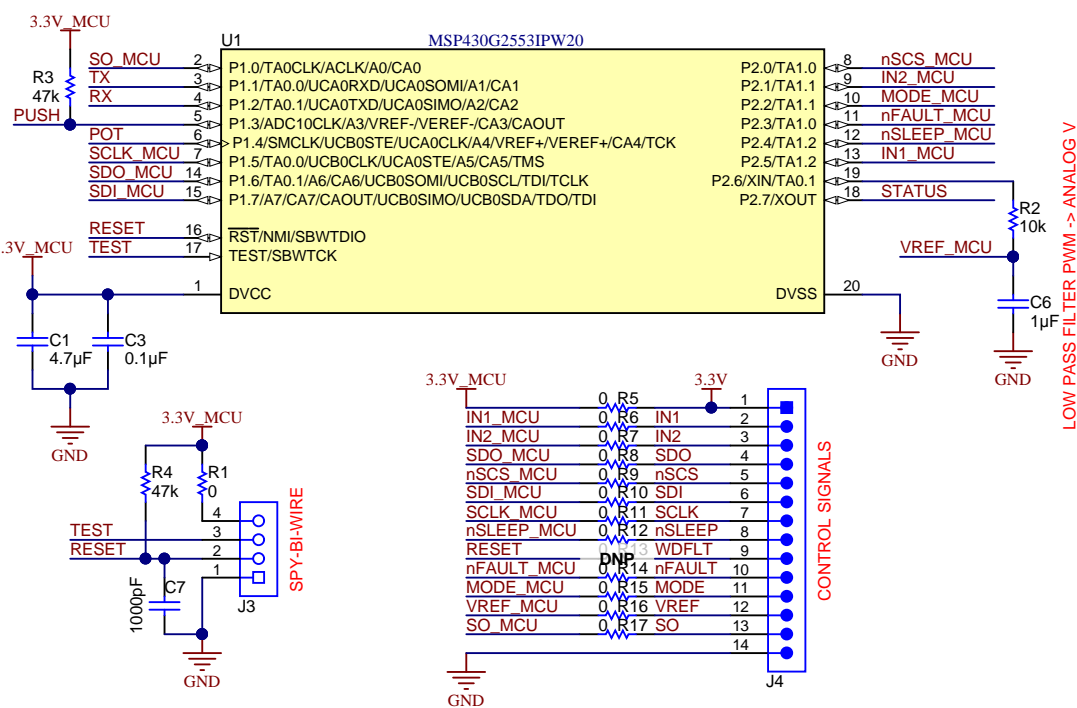 3.3V_MCU
R3
47k
PUSH
U1
MSP430G2553IPW20
SO_MCU 2 P1.0/TA0CLK/ACLK/A0/CA0
TX 3 P1.1/TA0.0/UCA0RXD/UCA0SOMI/A1/CA1
RX 4 P1.2/TA0.1/UCA0TXD/UCA0SIMO/A2/CA2
5 P1.3/ADC10CLK/A3/VREF-/VEREF-/CA3/CAOUT
POT 6 P1.4/SMCLK/UCB0STE/UCA0CLK/A4/VREF+/VEREF+/CA4/TCK
SCLK_MCU 7 P1.5/TA0.0/UCB0CLK/UCA0STE/A5/CA5/TMS
SDO_MCU 14 P1.6/TA0.1/A6/CA6/UCB0SOMI/UCB0SCL/TDI/TCLK
SDI_MCU 15 P1.7/A7/CA7/CAOUT/UCB0SIMO/UCB0SDA/TDO/TDI
RESET 16 RST/NMI/SBWTDIO
TEST 17 TEST/SBWTCK
1 DVCC
P2.0/TA1.0 8 nSCS_MCU
P2.1/TA1.1 9 IN2_MCU
P2.2/TA1.1 10 MODE_MCU
P2.3/TA1.0 11 nFAULT_MCU
P2.4/TA1.2 12 nSLEEP_MCU
P2.5/TA1.2 13 IN1_MCU
P2.6/XIN/TA0.1 19
P2.7/XOUT 18 STATUS
DVSS 20
GND
R2
10k
VREF_MCU
C6
1µF
GND
LOW PASS FILTER PWM -> ANALOG V
.3V_MCU
C1
4.7µF
C3
0.1µF
GND
3.3V_MCU
R4
47k
R1
0
4
TEST 3
RESET 2
1
J3
SPY-BI-WIRE
1000pF
C7
GND
3.3V_MCU 3.3V
0 R5 1
IN1_MCU 0 R6 IN1 2
IN2_MCU 0 R7 IN2 3
SDO_MCU 0 R8 SDO 4
nSCS_MCU 0 R9 nSCS 5
SDI_MCU 0 R10 SDI 6
SCLK_MCU 0 R11 SCLK 7
nSLEEP_MCU 0 R12 nSLEEP 8
RESET 0 R13 WDFLT 9
DNP
nFAULT_MCU 0 R14 nFAULT 10
MODE_MCU 0 R15 MODE 11
VREF_MCU 0 R16 VREF 12
SO_MCU 0 R17 SO 13
14
J4
GND
CONTROL SIGNALS